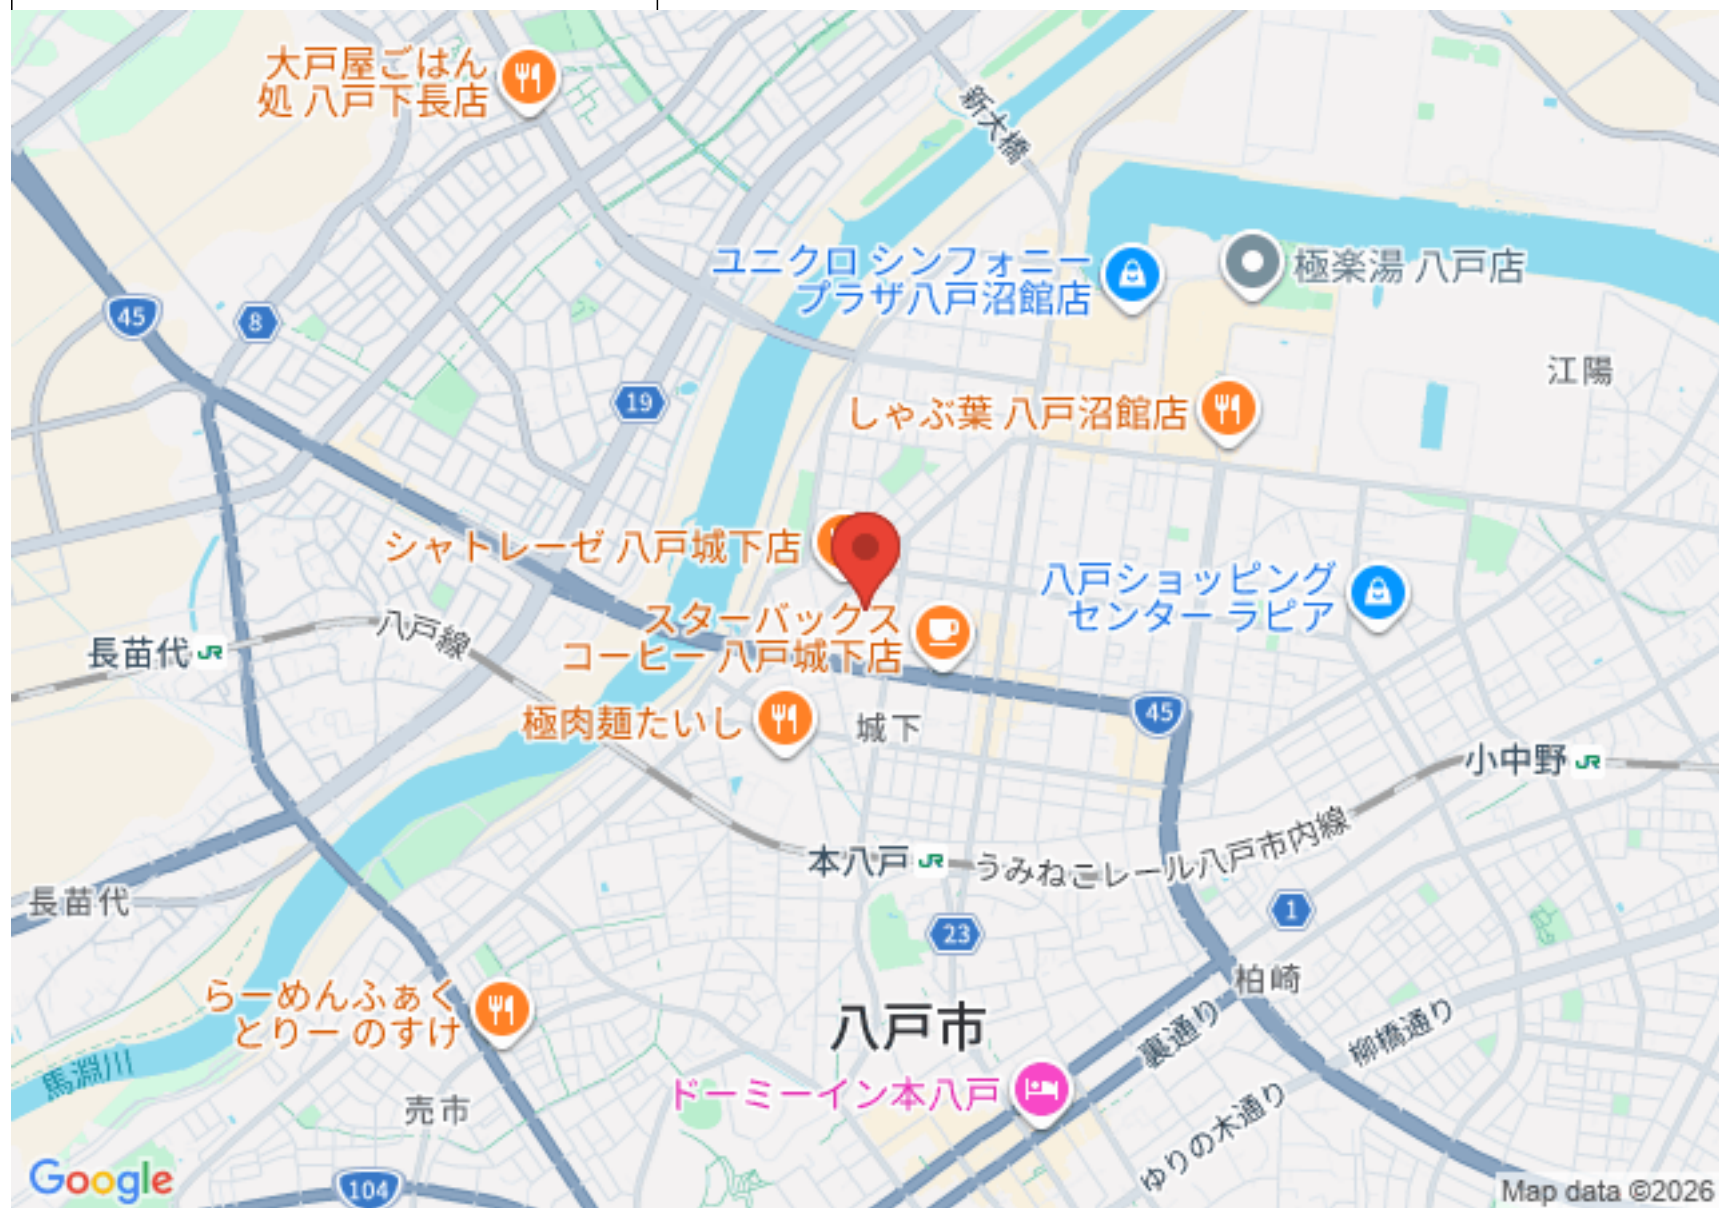 大戸屋ごはん
処 八戸下長店
新大橋
ユニクロ シンフォニー
プラザ八戸沼館店
極楽湯 八戸店
45
8
江陽
19
しゃぶ葉 八戸沼館店
シャトレーゼ 八戸城下店
八戸ショッピング
センター ラピア
スターバックス
コーヒー 八戸城下店
八戸線
長苗代 JR
極肉麺たいし
城下
45
小中野 JR
本八戸 JR
うみねこレール八戸市内線
長苗代
1
23
柏崎
らーめんふぁく
とりー のすけ
八戸市
裏通り
柳橋通り
馬淵川
ドーミーイン本八戸
売市
ゆりの木通り
Google
104
Map data ©2026